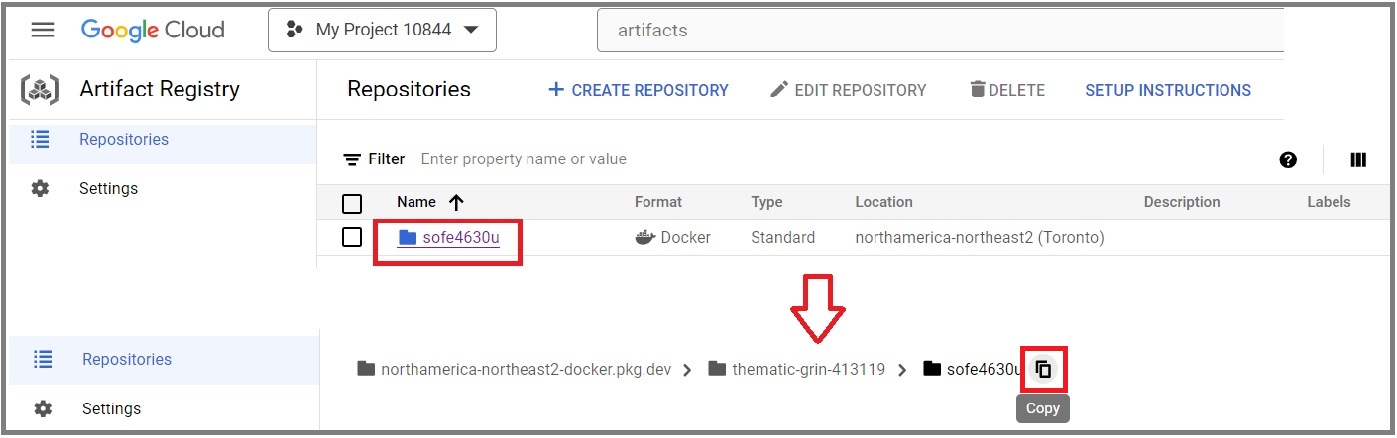 Google Cloud My Project 10844 artifacts
Artifact Registry Repositories + CREATE REPOSITORY EDIT REPOSITORY DELETE SETUP INSTRUCTIONS
Repositories
Filter Enter property name or value
Settings
Name Format Type Location Description Labels
sofe4630u Docker Standard northamerica-northeast2 (Toronto)
Repositories northamerica-northeast2-docker.pkg.dev > thematic-grin-413119 > sofe4630u
Settings Copy